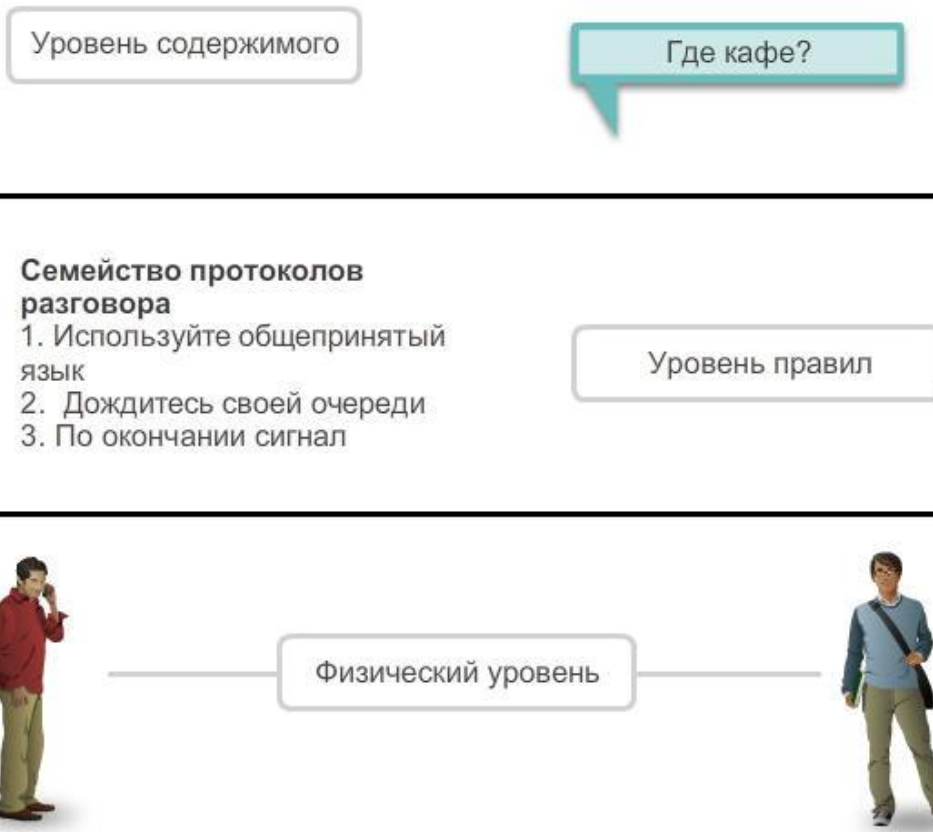 Уровень содержимого
Где кафе?
Семейство протоколов
разговора
1. Используйте общепринятый
язык
2. Дождитесь своей очереди
3. По окончании сигнал
Уровень правил
Физический уровень